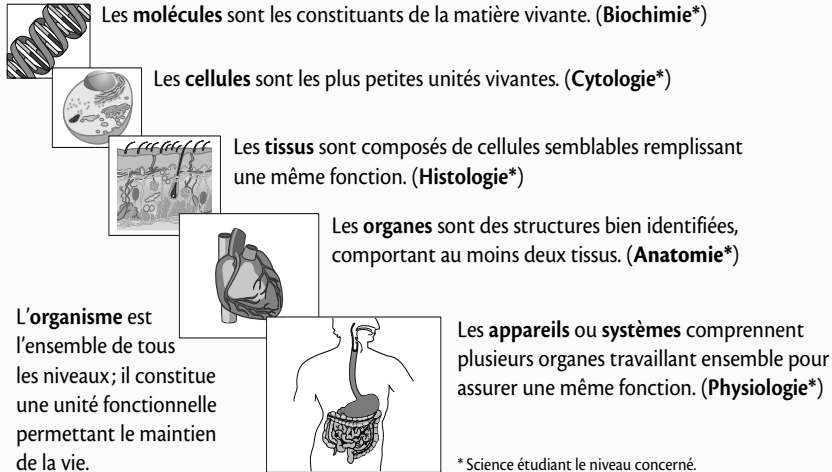 Les molécules sont les constituants de la matière vivante. (Biochimie*)
Les cellules sont les plus petites unités vivantes. (Cytologie*)
Les tissus sont composés de cellules semblables remplissant
une même fonction. (Histologie*)
Les organes sont des structures bien identifiées,
comportant au moins deux tissus. (Anatomie*)
L'organisme est
l'ensemble de tous
les niveaux ; il constitue
une unité fonctionnelle
permettant le maintien
de la vie.
Les appareils ou systèmes comprennent
plusieurs organes travaillant ensemble pour
assurer une même fonction. (Physiologie*)
* Science étudiant le niveau concerné.